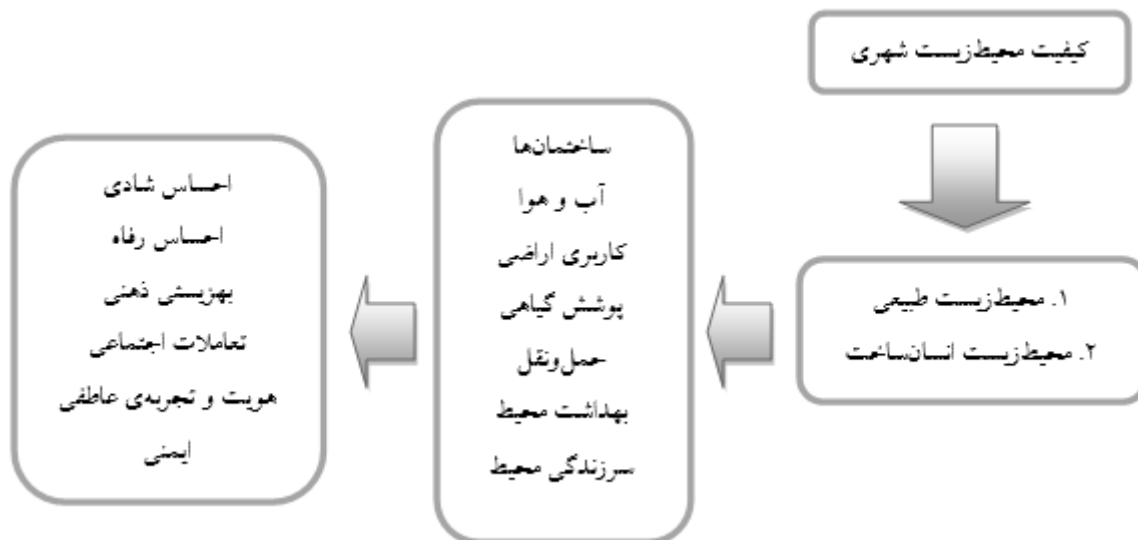 کیفیت محیط‌زیست شهری
۱. محیط‌زیست طبیعی
۲. محیط‌زیست انسان‌ساخت
ساختمان‌ها
آب و هوا
کاربری اراضی
پوشش گیاهی
حمل‌ونقل
بهداشت محیط
سرزندگی محیط
احساس شادی
احساس رفاه
بهزیستی ذهنی
تعاملات اجتماعی
هویت و تجربه‌ی عاطفی
ایمنی